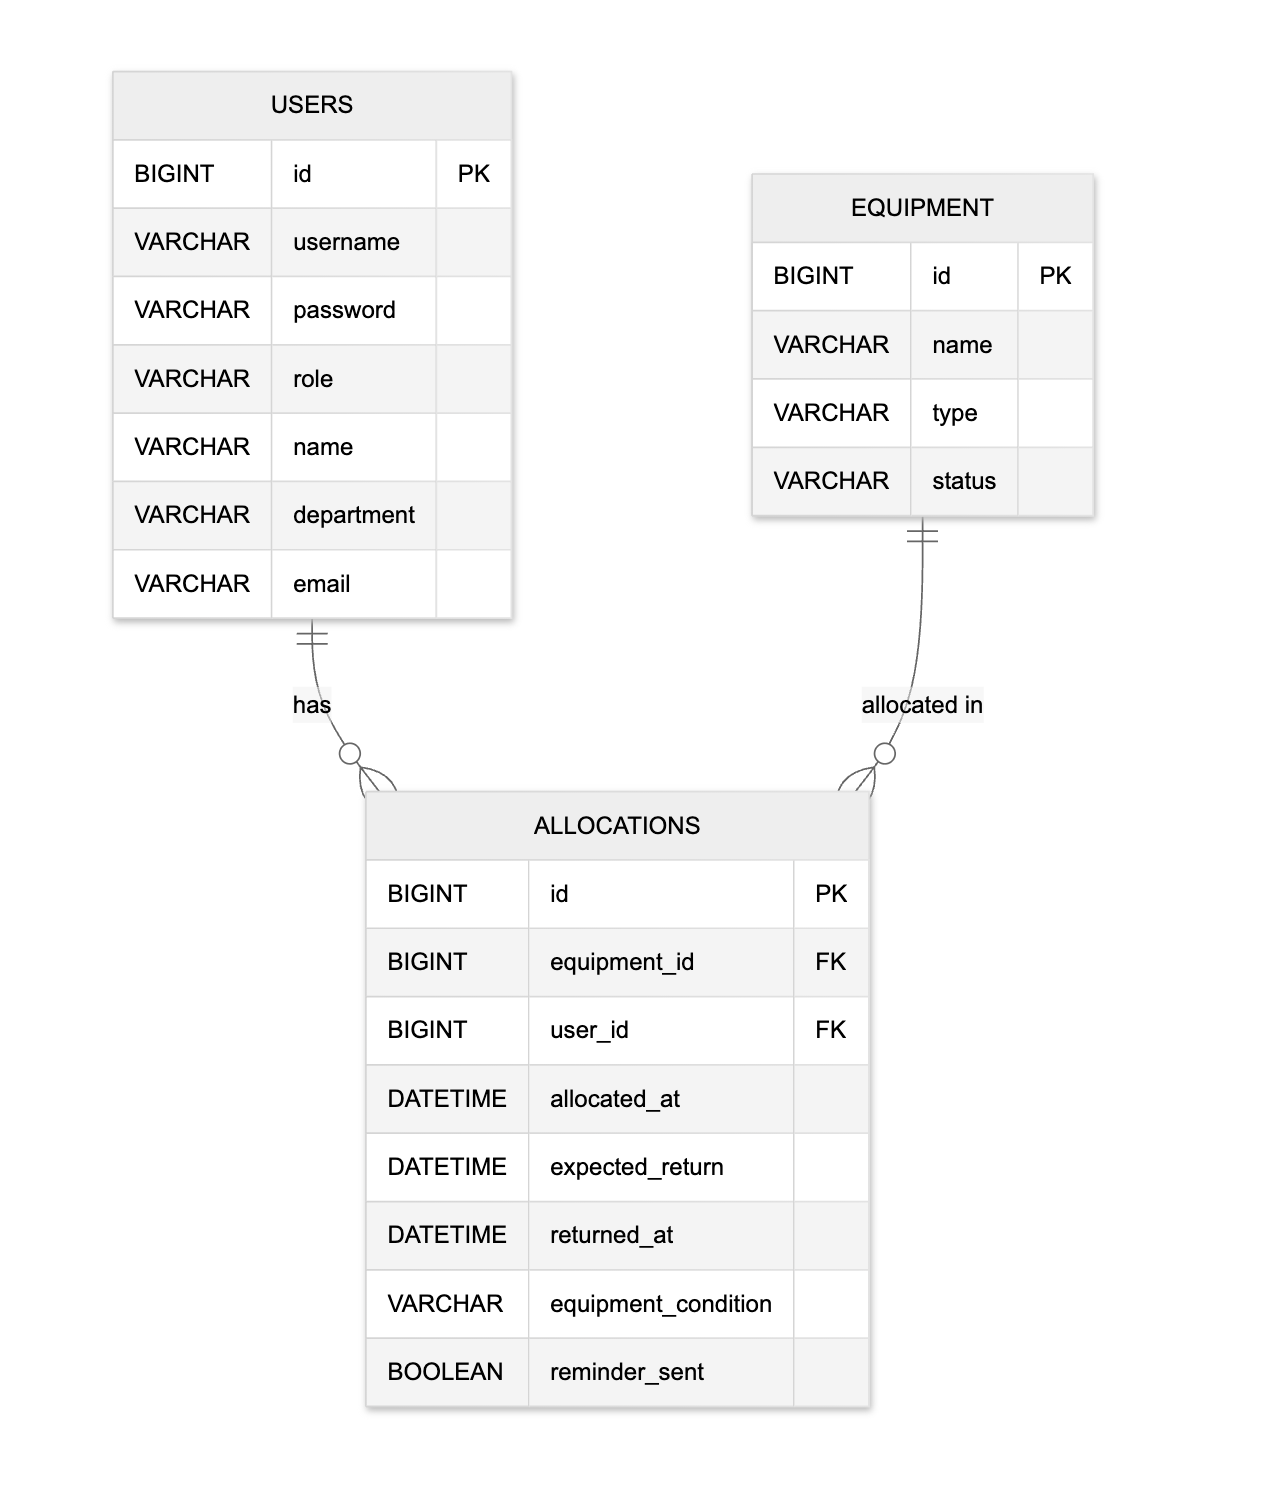 USERS
BIGINT id PK
VARCHAR username
VARCHAR password
VARCHAR role
VARCHAR name
VARCHAR department
VARCHAR email
EQUIPMENT
BIGINT id PK
VARCHAR name
VARCHAR type
VARCHAR status
has
allocated in
ALLOCATIONS
BIGINT id PK
BIGINT equipment_id FK
BIGINT user_id FK
DATETIME allocated_at
DATETIME expected_return
DATETIME returned_at
VARCHAR equipment_condition
BOOLEAN reminder_sent